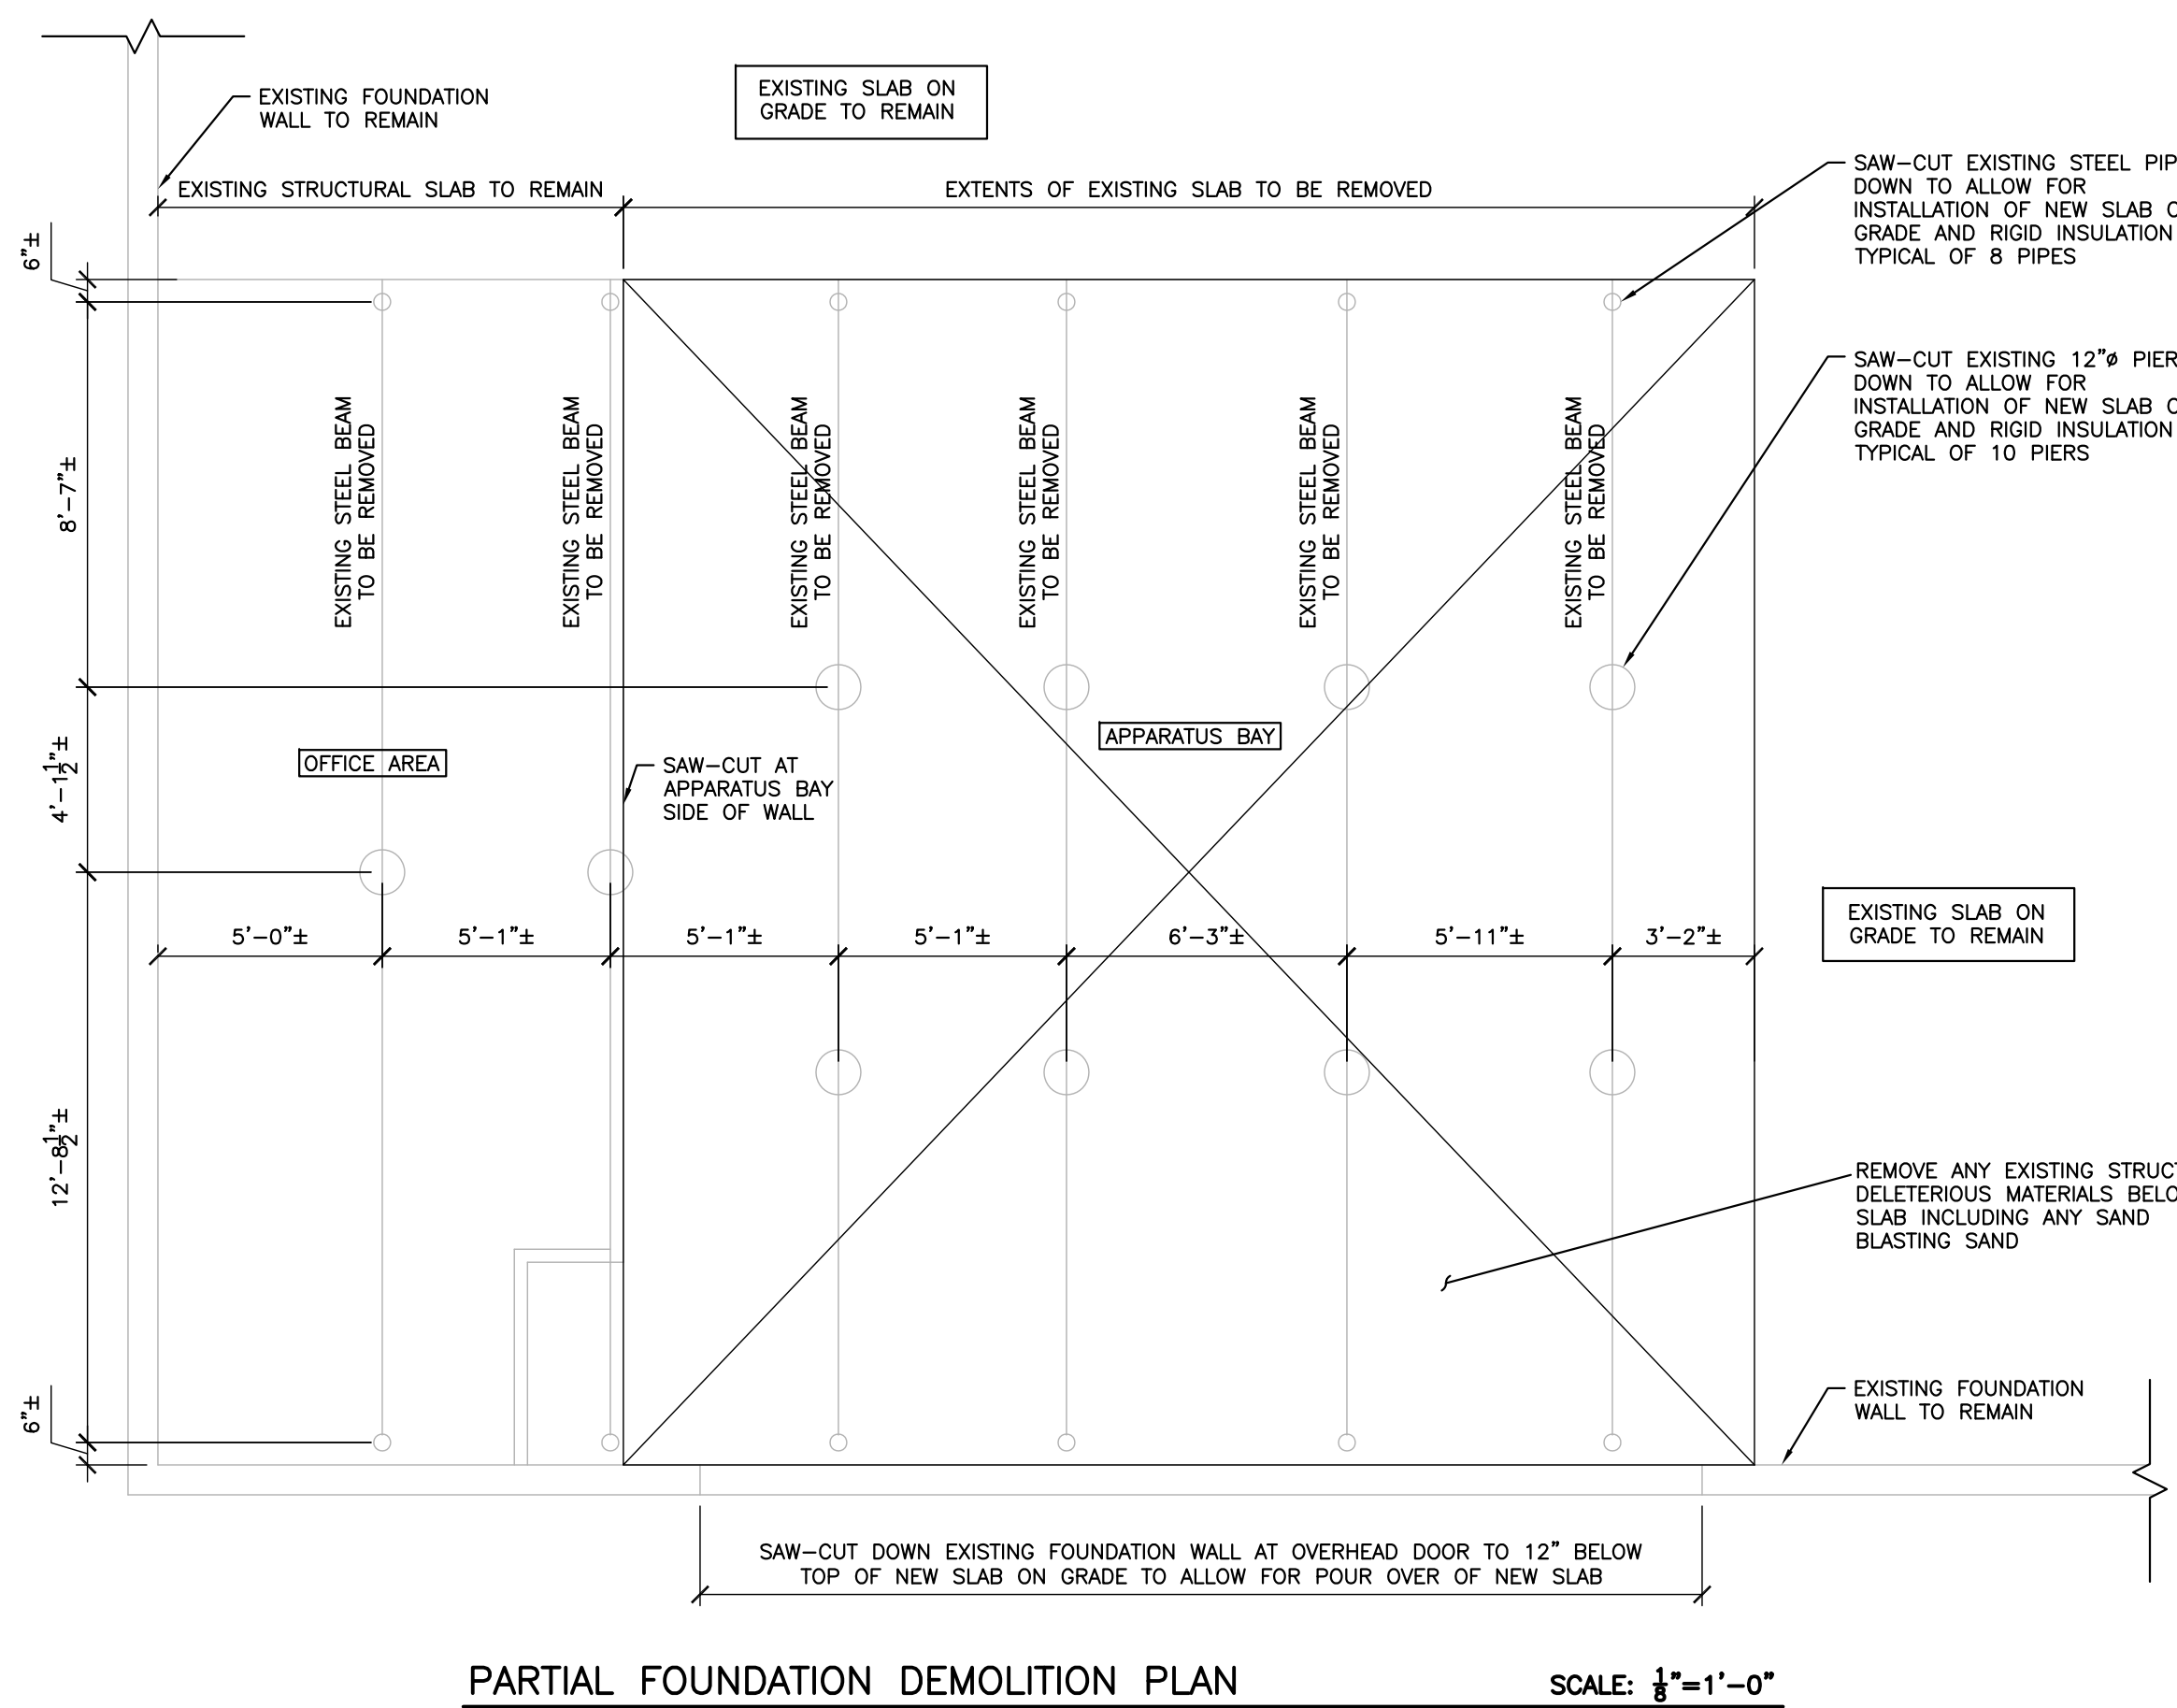 EXISTING FOUNDATION
WALL TO REMAIN
EXISTING SLAB ON
GRADE TO REMAIN
EXISTING STRUCTURAL SLAB TO REMAIN
EXTENTS OF EXISTING SLAB TO BE REMOVED
SAW-CUT EXISTING STEEL
DOWN TO ALLOW FOR
INSTALLATION OF NEW SLAB
GRADE AND RIGID INSULATION
TYPICAL OF 8 PIPES
SAW-CUT EXISTING 12"ø
DOWN TO ALLOW FOR
INSTALLATION OF NEW SLAB
GRADE AND RIGID INSULATION
TYPICAL OF 10 PIERS
6"±
8'-7"±
4'-1½"±
12'-8½"±
6"±
EXISTING STEEL BEAM
TO BE REMOVED
EXISTING STEEL BEAM
TO BE REMOVED
EXISTING STEEL BEAM
TO BE REMOVED
EXISTING STEEL BEAM
TO BE REMOVED
EXISTING STEEL BEAM
TO BE REMOVED
EXISTING STEEL BEAM
TO BE REMOVED
OFFICE AREA
APPARATUS BAY
SAW-CUT AT
APPARATUS BAY
SIDE OF WALL
5'-0"±
5'-1"±
5'-1"±
5'-1"±
6'-3"±
5'-11"±
3'-2"±
EXISTING SLAB ON
GRADE TO REMAIN
REMOVE ANY EXISTING
DELETERIOUS MATERIALS
SLAB INCLUDING ANY SAND
BLASTING SAND
EXISTING FOUNDATION
WALL TO REMAIN
SAW-CUT DOWN EXISTING FOUNDATION WALL AT OVERHEAD DOOR TO 12" BELOW
TOP OF NEW SLAB ON GRADE TO ALLOW FOR POUR OVER OF NEW SLAB
PARTIAL FOUNDATION DEMOLITION PLAN
SCALE: ⅛"=1'-0"